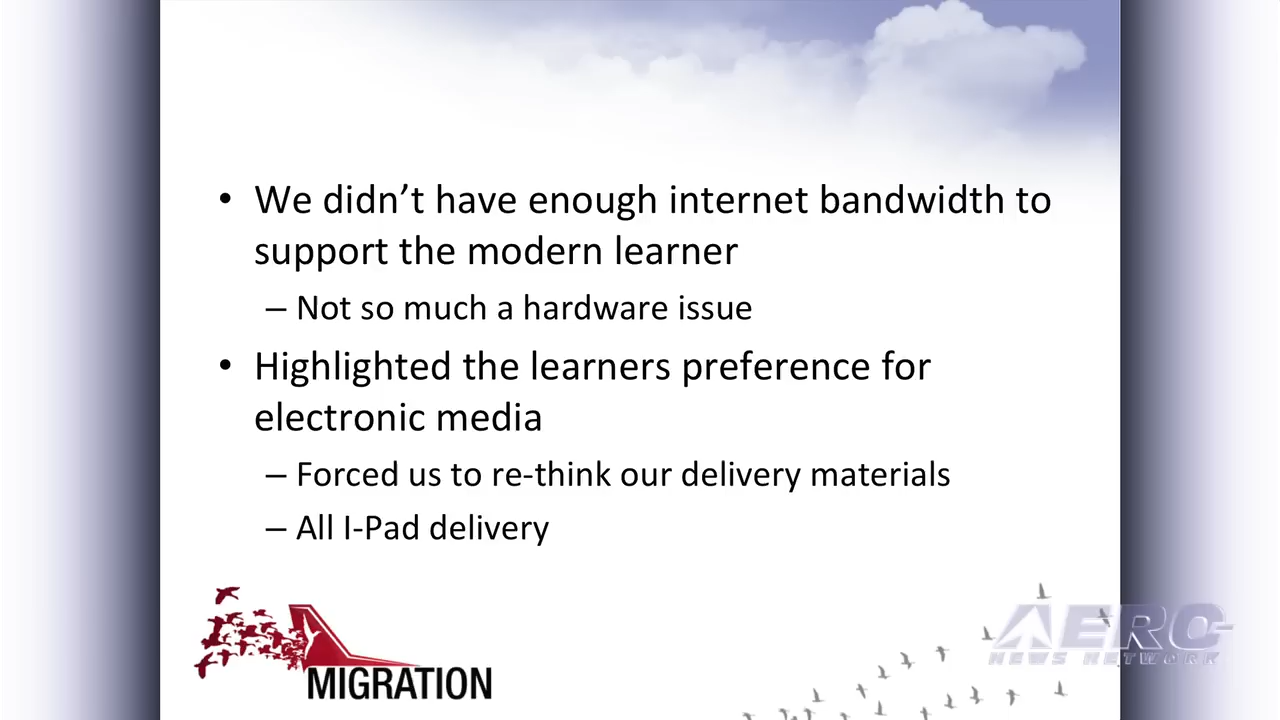 • We didn’t have enough internet bandwidth to
support the modern learner
– Not so much a hardware issue
• Highlighted the learners preference for
electronic media
– Forced us to re-think our delivery materials
– All I-Pad delivery
MIGRATION
AERO
NEWS NETWORK